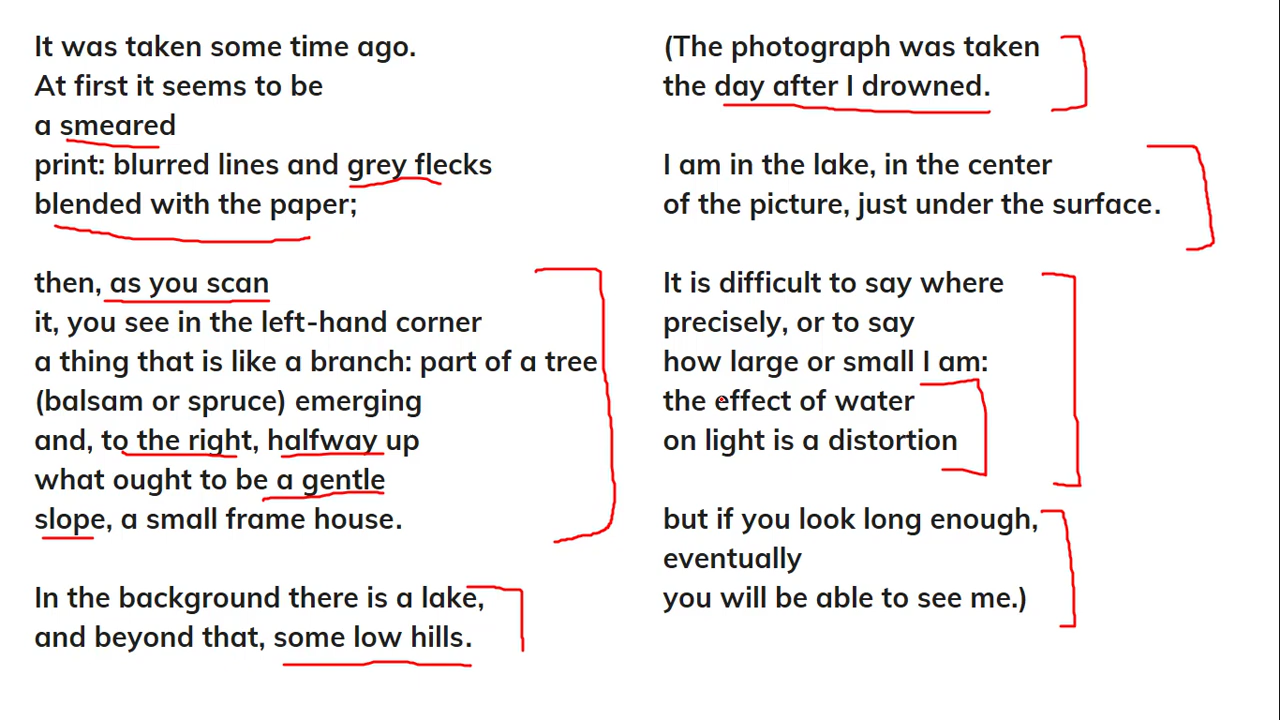 It was taken some time ago.
At first it seems to be
a smeared
print: blurred lines and grey flecks
blended with the paper;
then, as you scan
it, you see in the left-hand corner
a thing that is like a branch: part of a tree
(balsam or spruce) emerging
and, to the right, halfway up
what ought to be a gentle
slope, a small frame house.
In the background there is a lake,
and beyond that, some low hills.
(The photograph was taken
the day after I drowned.
I am in the lake, in the center
of the picture, just under the surface.
It is difficult to say where
precisely, or to say
how large or small I am:
the effect of water
on light is a distortion
but if you look long enough,
eventually
you will be able to see me.)